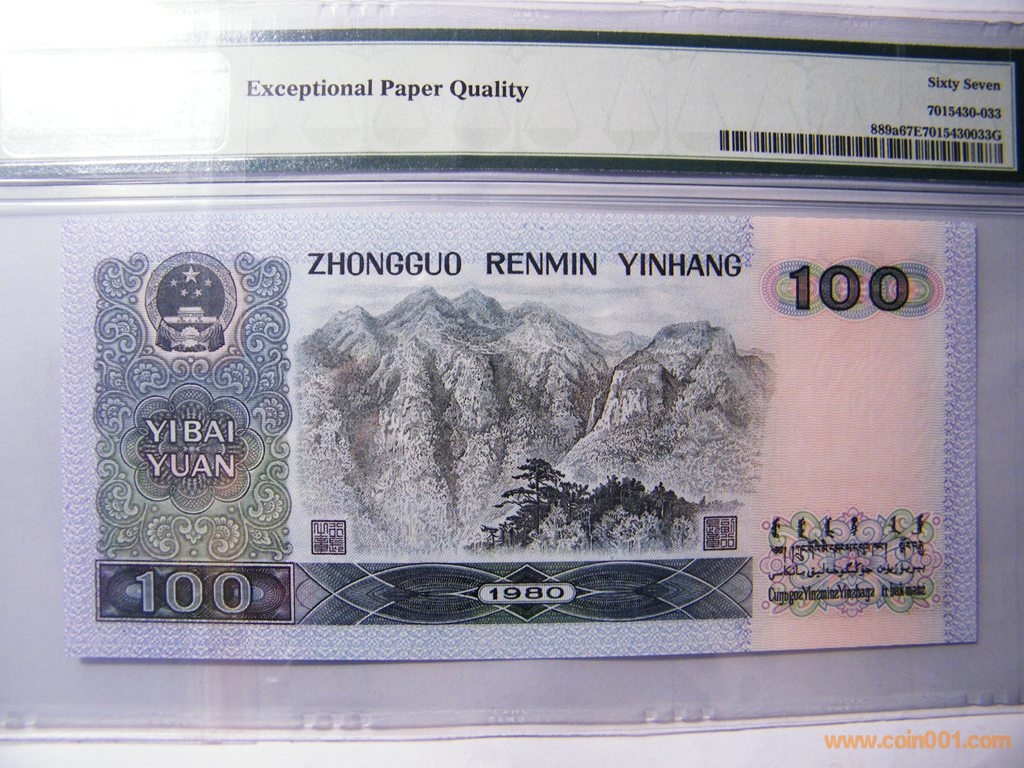 Exceptional Paper Quality
Sixty Seven
7015430-033
889a67E7015430033G
ZHONGGUO RENMIN YINHANG
100
YI BAI
YUAN
100
1980
www.coin001.com